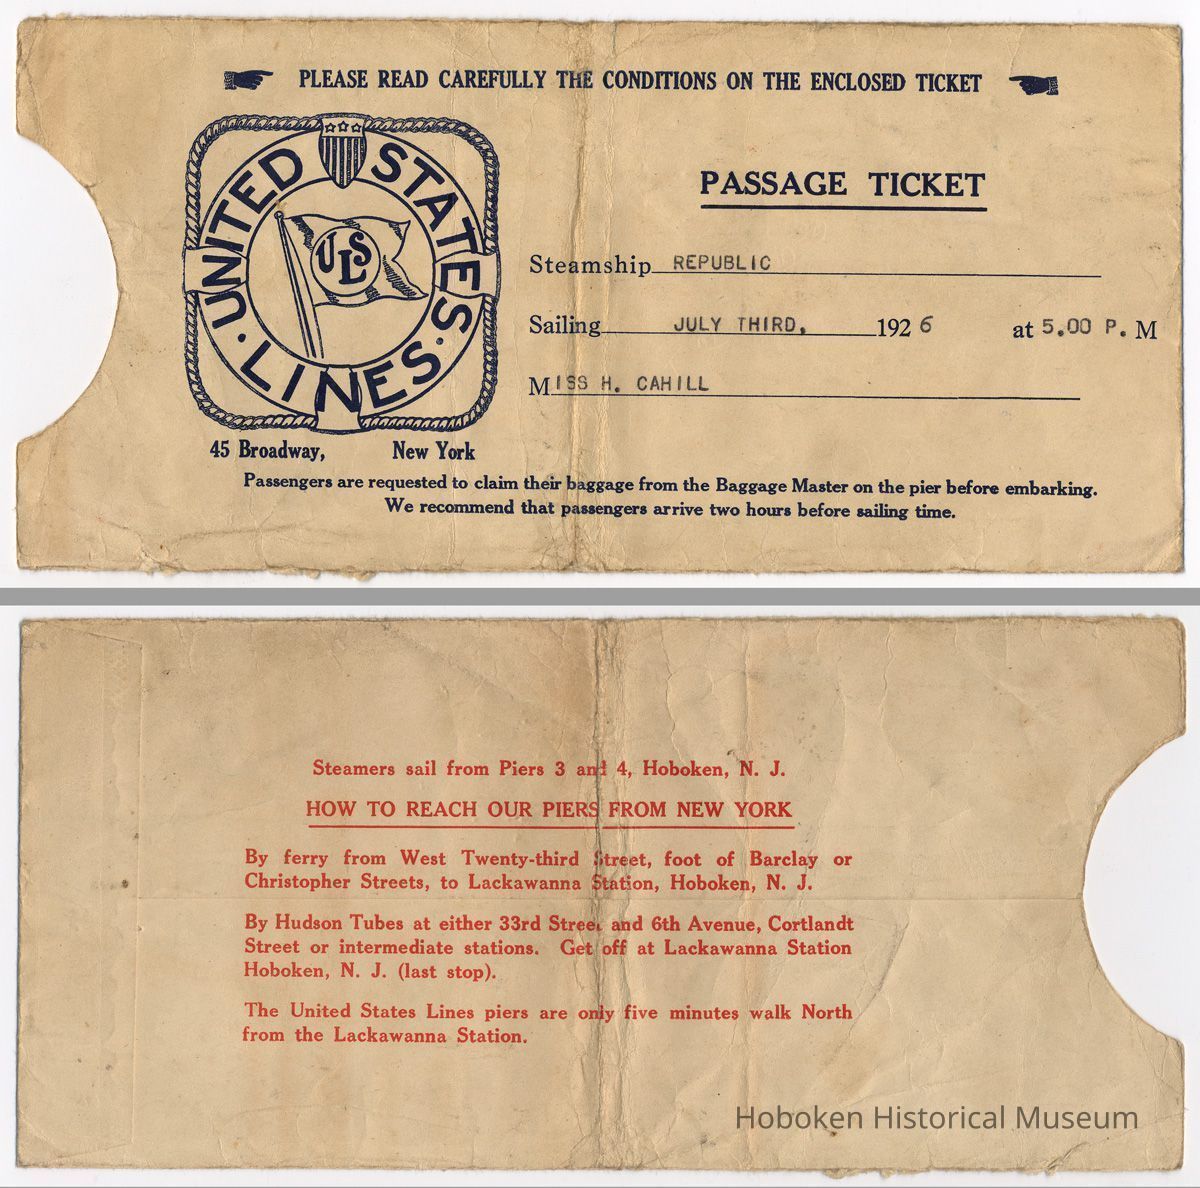 PLEASE READ CAREFULLY THE CONDITIONS ON THE ENCLOSED TICKET
UNITED STATES
· LINES ·
ULS
45 Broadway, New York
PASSAGE TICKET
Steamship REPUBLIC
Sailing JULY THIRD, 1926 at 5.00 P. M
MISS H. CAHILL
Passengers are requested to claim their baggage from the Baggage Master on the pier before embarking.
We recommend that passengers arrive two hours before sailing time.
Steamers sail from Piers 3 and 4, Hoboken, N. J.
HOW TO REACH OUR PIERS FROM NEW YORK
By ferry from West Twenty-third Street, foot of Barclay or
Christopher Streets, to Lackawanna Station, Hoboken, N. J.
By Hudson Tubes at either 33rd Street and 6th Avenue, Cortlandt
Street or intermediate stations. Get off at Lackawanna Station
Hoboken, N. J. (last stop).
The United States Lines piers are only five minutes walk North
from the Lackawanna Station.
Hoboken Historical Museum